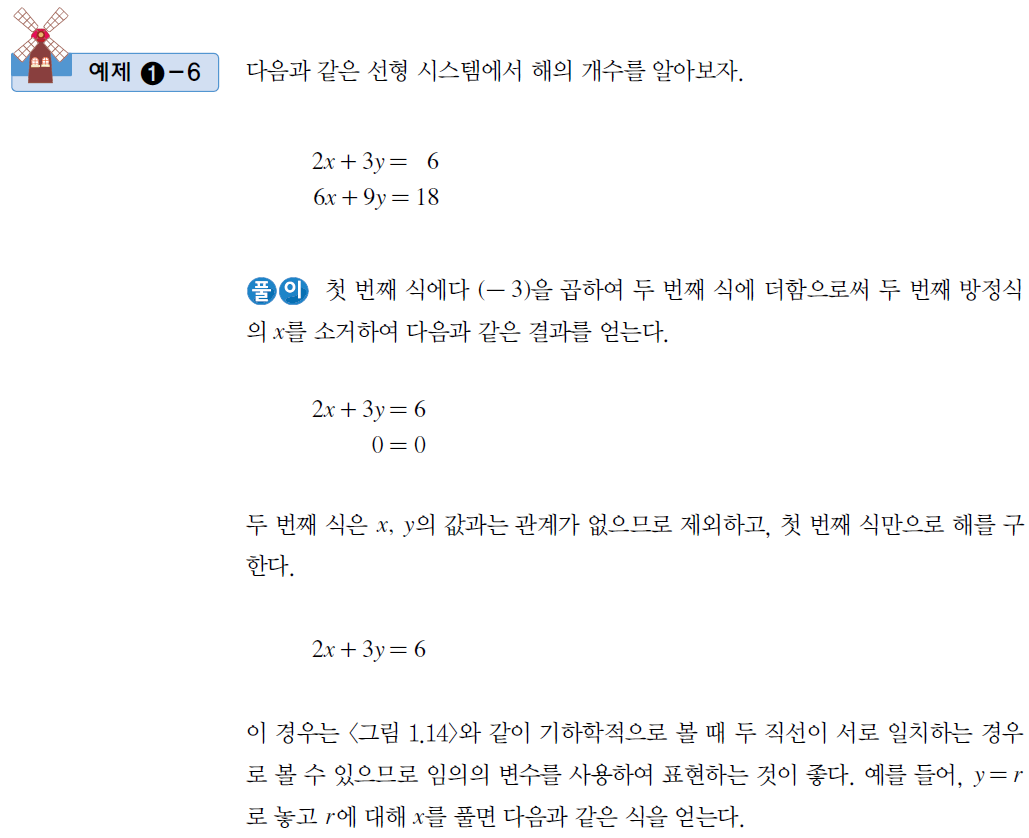 예제 ❶-6 다음과 같은 선형 시스템에서 해의 개수를 알아보자.
2x + 3y = 6
6x + 9y = 18
풀이 첫 번째 식에다 (− 3)을 곱하여 두 번째 식에 더함으로써 두 번째 방정식
의 x를 소거하여 다음과 같은 결과를 얻는다.
2x + 3y = 6
0 = 0
두 번째 식은 x, y의 값과는 관계가 없으므로 제외하고, 첫 번째 식만으로 해를 구
한다.
2x + 3y = 6
이 경우는 〈그림 1.14〉와 같이 기하학적으로 볼 때 두 직선이 서로 일치하는 경우
로 볼 수 있으므로 임의의 변수를 사용하여 표현하는 것이 좋다. 예를 들어, y = r
로 놓고 r에 대해 x를 풀면 다음과 같은 식을 얻는다.